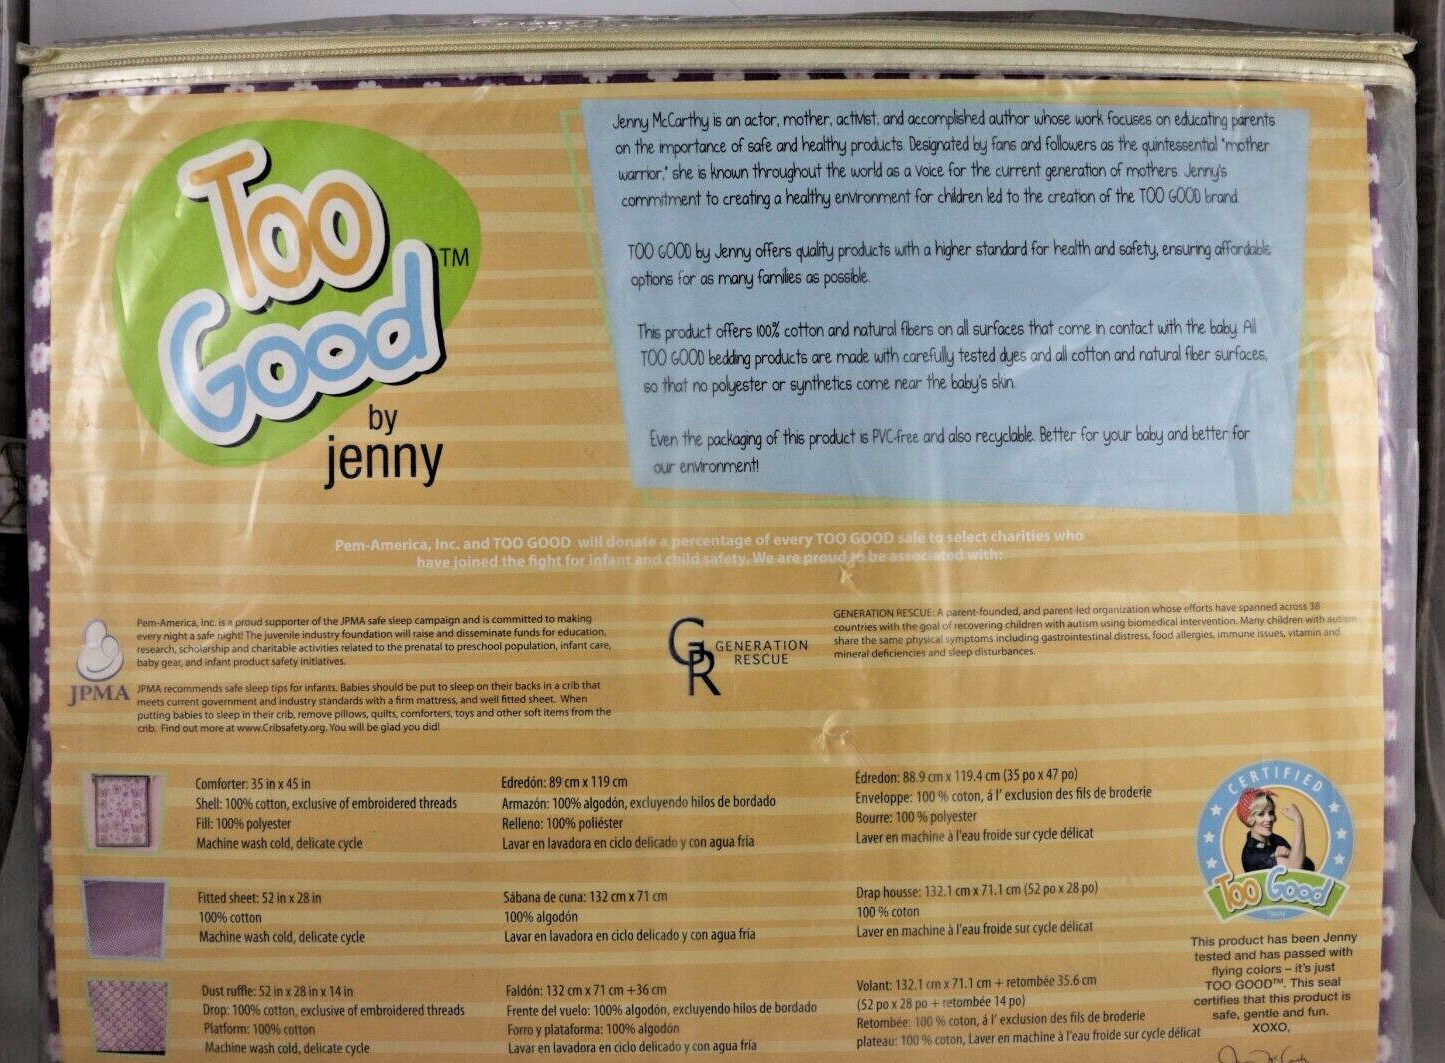 Too
Good™
by
jenny
Jenny McCarthy is an actor, mother, activist, and accomplished author whose work focuses on educating parents
on the importance of safe and healthy products. Designated by fans and followers as the quintessential "mother
warrior," she is known throughout the world as a voice for the current generation of mothers. Jenny's
commitment to creating a healthy environment for children led to the creation of the TOO GOOD brand.
TOO GOOD by Jenny offers quality products with a higher standard for health and safety, ensuring affordable
options for as many families as possible.
This product offers 100% cotton and natural fibers on all surfaces that come in contact with the baby. All
TOO GOOD bedding products are made with carefully tested dyes and all cotton and natural fiber surfaces,
so that no polyester or synthetics come near the baby's skin.
Even the packaging of this product is PVC-free and also recyclable. Better for your baby and better for
our environment!
Pem-America, Inc. and TOO GOOD will donate a percentage of every TOO GOOD sale to select charities who
have joined the fight for infant and child safety. We are proud to be associated with:
JPMA
Pem-America, Inc. is a proud supporter of the JPMA safe sleep campaign and is committed to making
every night a safe night! The juvenile industry foundation will raise and disseminate funds for education,
research, scholarship and charitable activities related to the prenatal to preschool population, infant care,
baby gear, and infant product safety initiatives.
JPMA recommends safe sleep tips for infants. Babies should be put to sleep on their backs in a crib that
meets current government and industry standards with a firm mattress, and well fitted sheet. When
putting babies to sleep in their crib, remove pillows, quilts, comforters, toys and other soft items from the
crib. Find out more at www.Cribsafety.org. You will be glad you did!
GR GENERATION
RESCUE
GENERATION RESCUE: A parent-founded, and parent-led organization whose efforts have spanned across 38
countries with the goal of recovering children with autism using biomedical intervention. Many children with autism
share the same physical symptoms including gastrointestinal distress, food allergies, immune issues, vitamin and
mineral deficiencies and sleep disturbances.
Comforter: 35 in x 45 in
Shell: 100% cotton, exclusive of embroidered threads
Fill: 100% polyester
Machine wash cold, delicate cycle
Edredón: 89 cm x 119 cm
Armazón: 100% algodón, excluyendo hilos de bordado
Relleno: 100% poliéster
Lavar en lavadora en ciclo delicado y con agua fría
Édredon: 88.9 cm x 119.4 cm (35 po x 47 po)
Enveloppe: 100 % coton, á l' exclusion des fils de broderie
Bourre: 100 % polyester
Laver en machine à l'eau froide sur cycle délicat
Fitted sheet: 52 in x 28 in
100% cotton
Machine wash cold, delicate cycle
Sábana de cuna: 132 cm x 71 cm
100% algodón
Lavar en lavadora en ciclo delicado y con agua fría
Drap housse: 132.1 cm x 71.1 cm (52 po x 28 po)
100 % coton
Laver en machine à l'eau froide sur cycle délicat
Dust ruffle: 52 in x 28 in x 14 in
Drop: 100% cotton, exclusive of embroidered threads
Platform: 100% cotton
Machine wash cold, delicate cycle
Faldón: 132 cm x 71 cm +36 cm
Frente del vuelo: 100% algodón, excluyendo hilos de bordado
Forro y plataforma: 100% algodón
Lavar en lavadora en ciclo delicado y con agua fría
Volant: 132.1 cm x 71.1 cm + retombée 35.6 cm
(52 po x 28 po + retombée 14 po)
Retombée: 100 % coton, á l' exclusion des fils de broderie
plateau: 100 % coton, Laver en machine à l'eau froide sur cycle délicat
CERTIFIED
Too Good
This product has been Jenny
tested and has passed with
flying colors – it's just
TOO GOOD™. This seal
certifies that this product is
safe, gentle and fun.
XOXO,